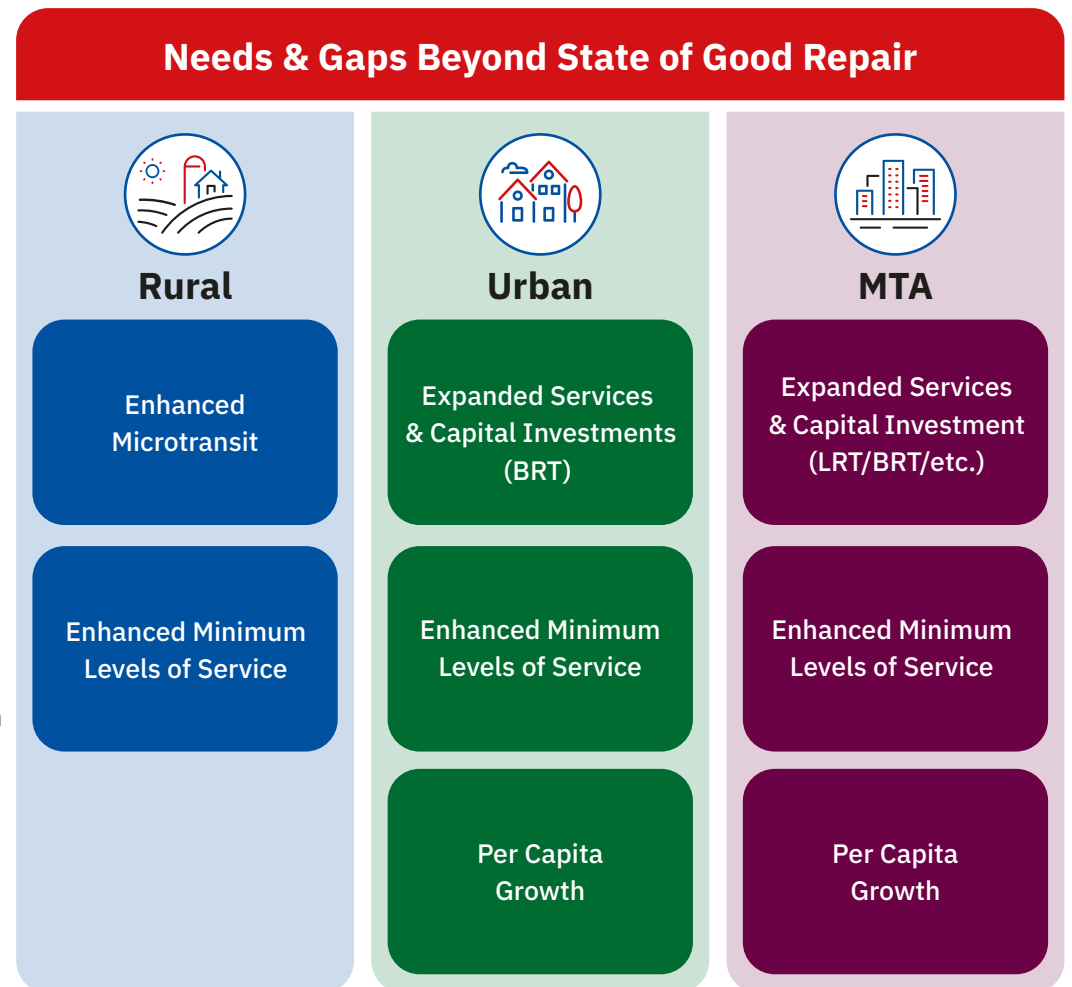 Needs & Gaps Beyond State of Good Repair
Rural
Enhanced
Microtransit
Enhanced Minimum
Levels of Service
Urban
Expanded Services
& Capital Investments
(BRT)
Enhanced Minimum
Levels of Service
Per Capita
Growth
MTA
Expanded Services
& Capital Investment
(LRT/BRT/etc.)
Enhanced Minimum
Levels of Service
Per Capita
Growth